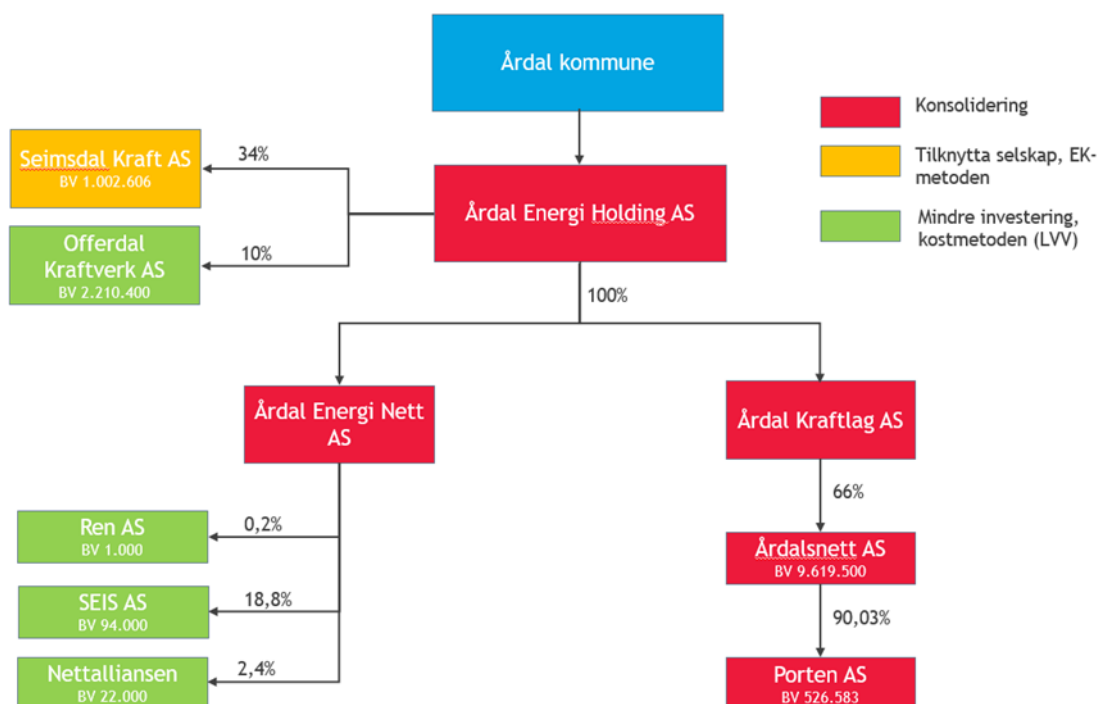 Årdal kommune
Konsolidering
Tilknytta selskap, EK-
metoden
Mindre investering,
kostmetoden (LVV)
Seimsdal Kraft AS
BV 1.002.606
34%
Årdal Energi Holding AS
Offerdal
Kraftverk AS
BV 2.210.400
10%
100%
Årdal Energi Nett
AS
Årdal Kraftlag AS
66%
Ren AS
BV 1.000
0,2%
Årdalsnett AS
BV 9.619.500
SEIS AS
BV 94.000
18,8%
90,03%
Nettalliansen
BV 22.000
2,4%
Porten AS
BV 526.583